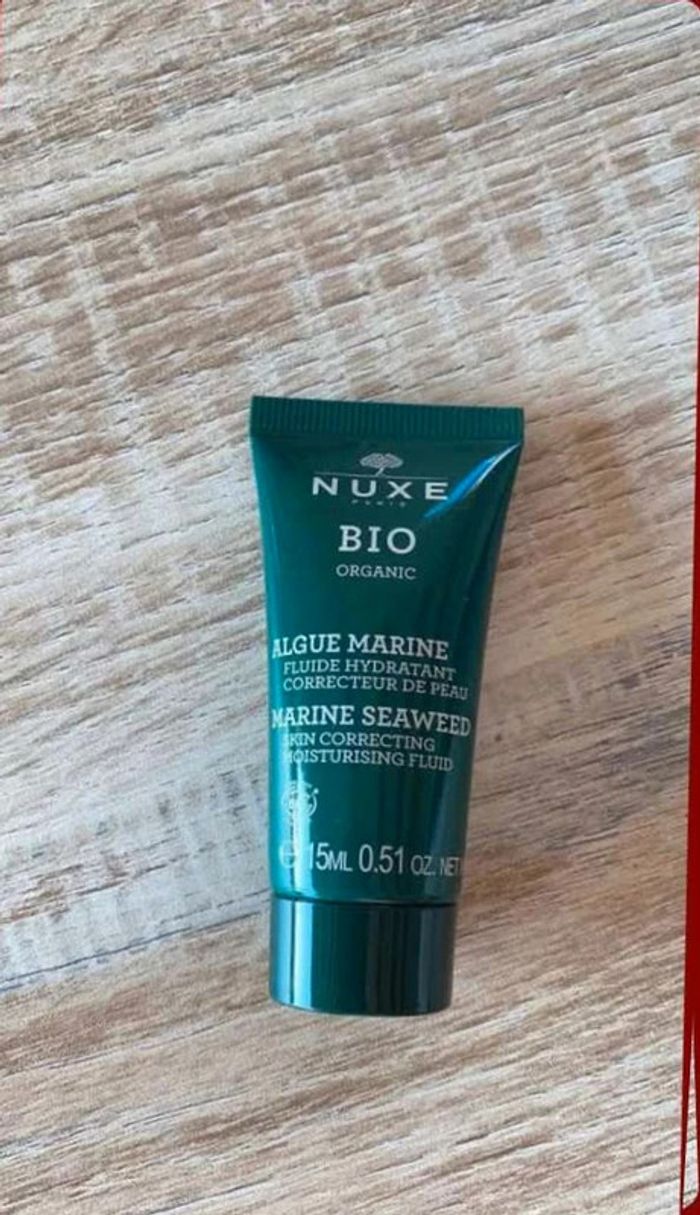 NUXE
PARIS
BIO
ORGANIC
ALGUE MARINE
FLUIDE HYDRATANT
CORRECTEUR DE PEAU
MARINE SEAWEED
SKIN CORRECTING
MOISTURISING FLUID
15ML 0.51 OZ. NET